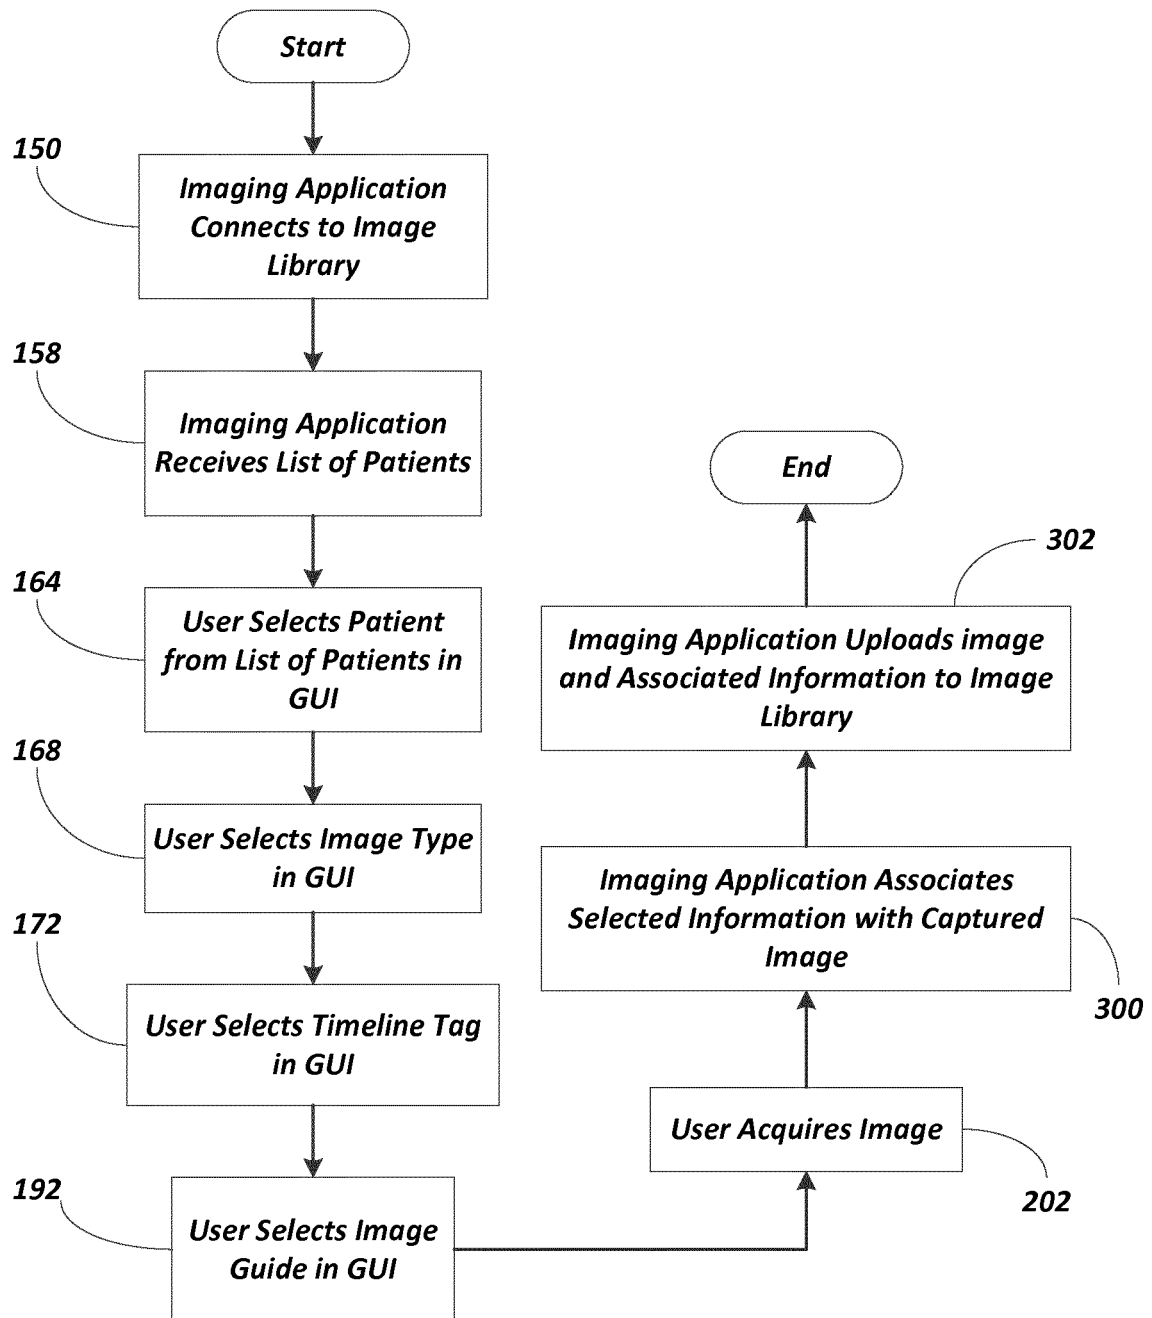 Start
150
Imaging Application
Connects to Image
Library
158
Imaging Application
Receives List of Patients
164
User Selects Patient
from List of Patients in
GUI
168
User Selects Image Type
in GUI
172
User Selects Timeline Tag
in GUI
192
User Selects Image
Guide in GUI
User Acquires Image
202
Imaging Application Associates
Selected Information with Captured
Image
300
Imaging Application Uploads image
and Associated Information to Image
Library
302
End